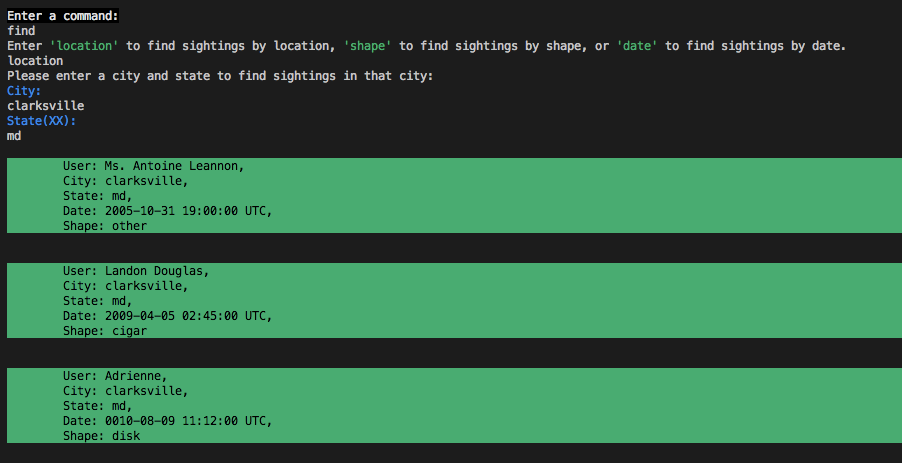 Enter a command:
find
Enter 'location' to find sightings by location, 'shape' to find sightings by shape, or 'date' to find sightings by date.
location
Please enter a city and state to find sightings in that city:
City:
clarksville
State(XX):
md
User: Ms. Antoine Leannon,
City: clarksville,
State: md,
Date: 2005-10-31 19:00:00 UTC,
Shape: other
User: Landon Douglas,
City: clarksville,
State: md,
Date: 2009-04-05 02:45:00 UTC,
Shape: cigar
User: Adrienne,
City: clarksville,
State: md,
Date: 0010-08-09 11:12:00 UTC,
Shape: disk